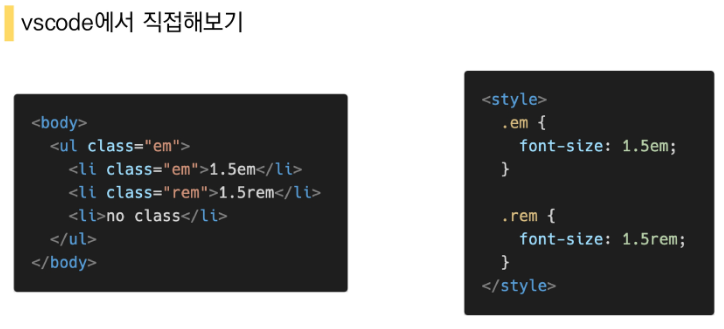 vscode에서 직접해보기
<body>
  <ul class="em">
    <li class="em">1.5em</li>
    <li class="rem">1.5rem</li>
    <li>no class</li>
  </ul>
</body>
<style>
  .em {
    font-size: 1.5em;
  }

  .rem {
    font-size: 1.5rem;
  }
</style>